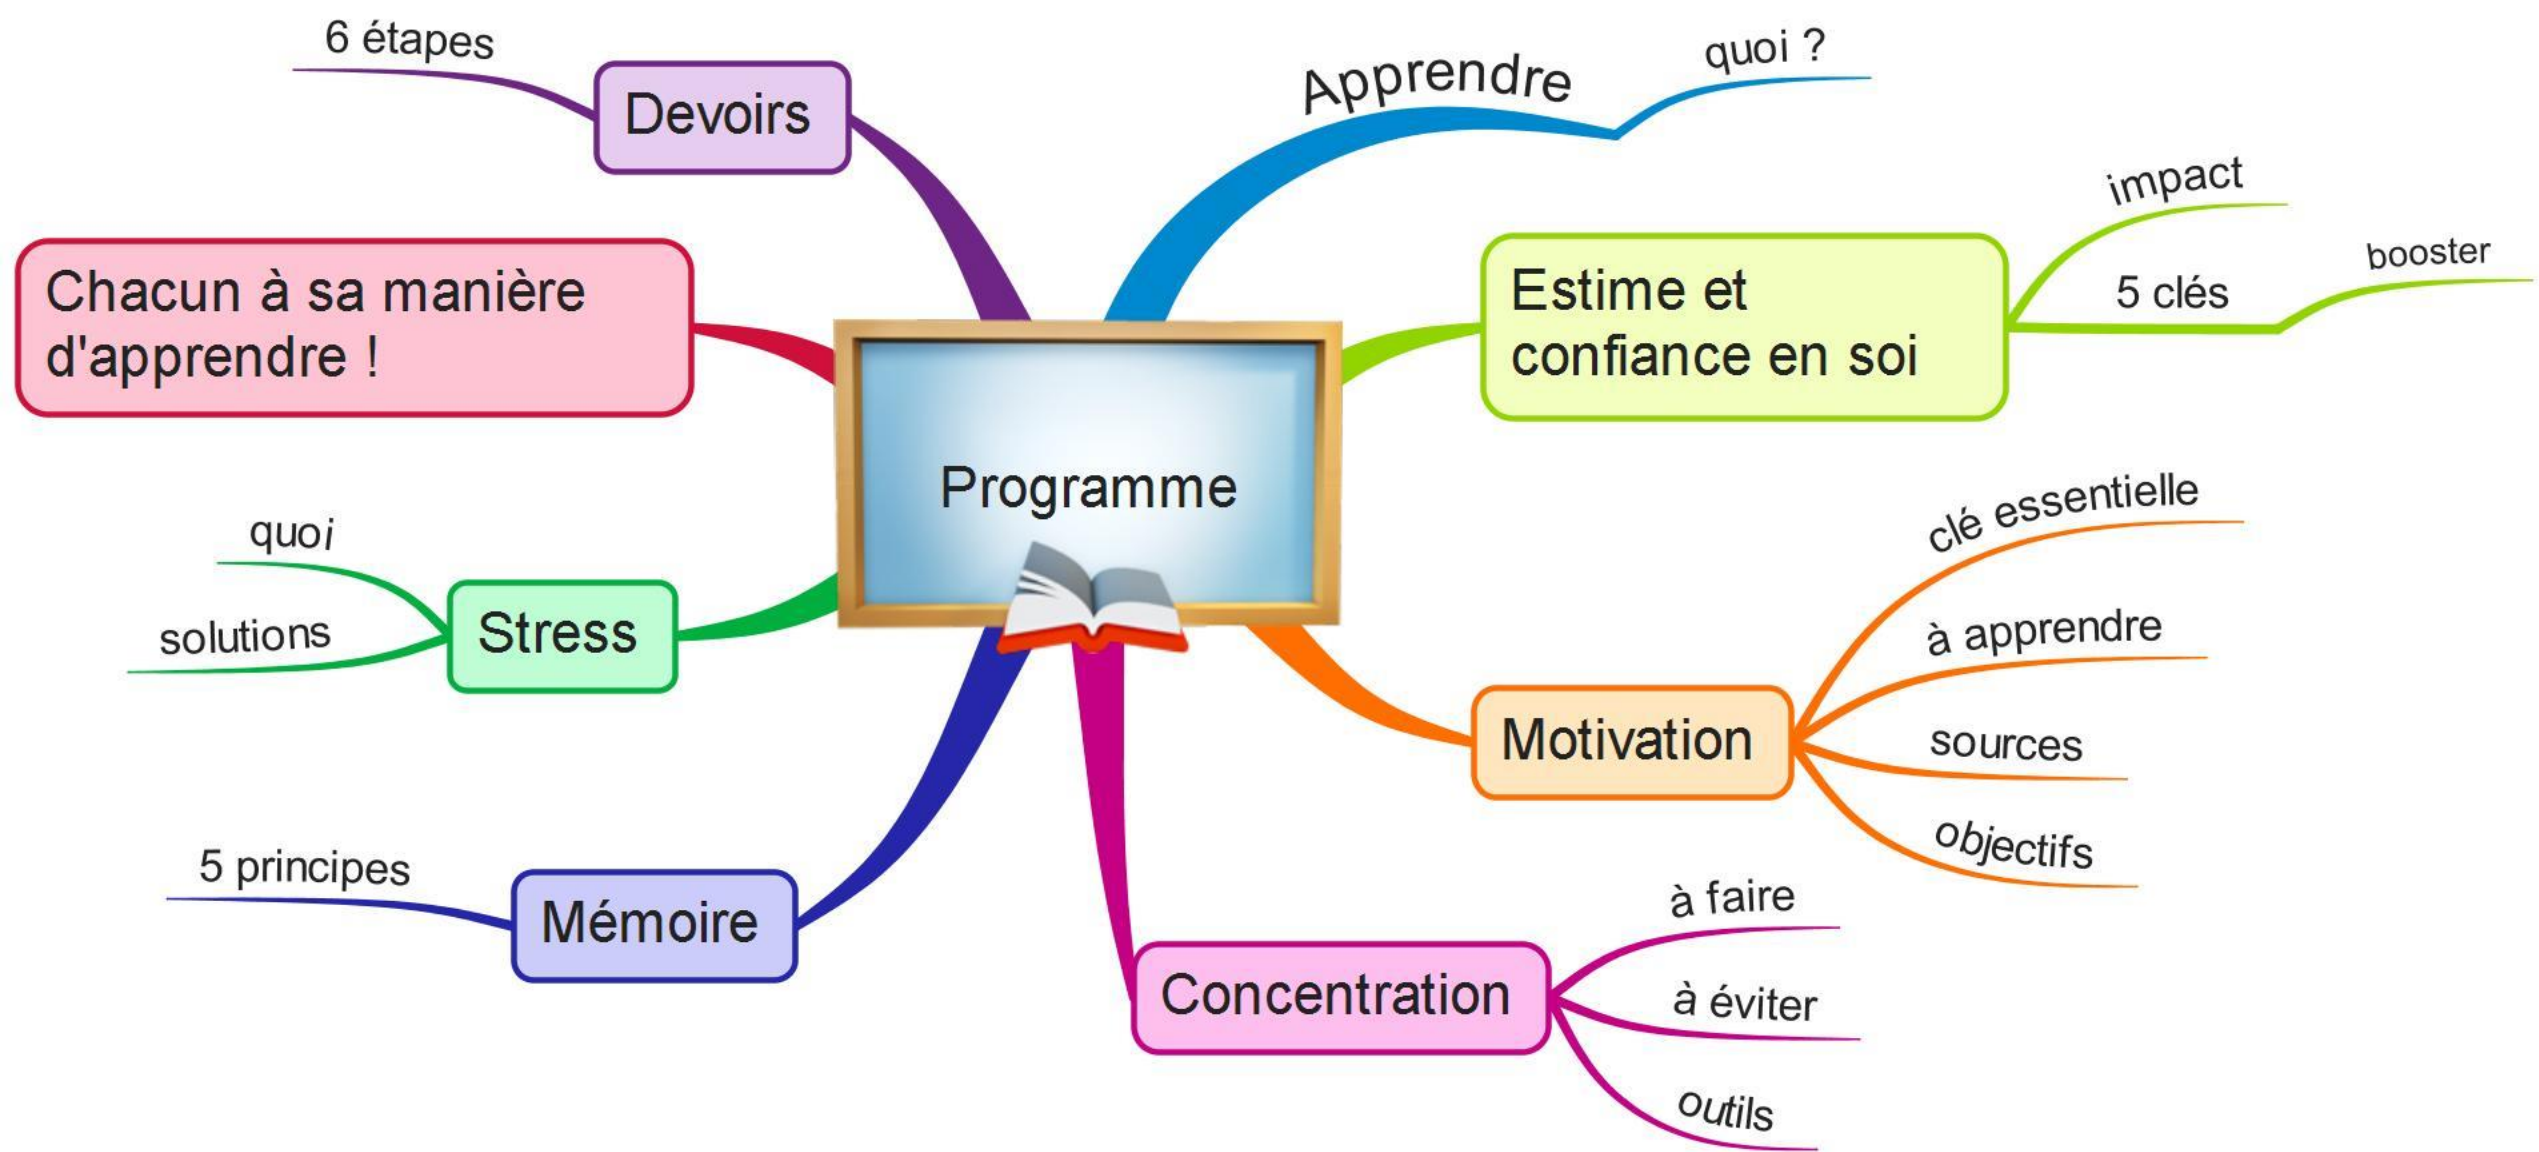 Programme
Apprendre
quoi ?
Estime et
confiance en soi
impact
5 clés
booster
Motivation
clé essentielle
à apprendre
sources
objectifs
Concentration
à faire
à éviter
outils
Mémoire
5 principes
Stress
quoi
solutions
Chacun à sa manière
d'apprendre !
Devoirs
6 étapes